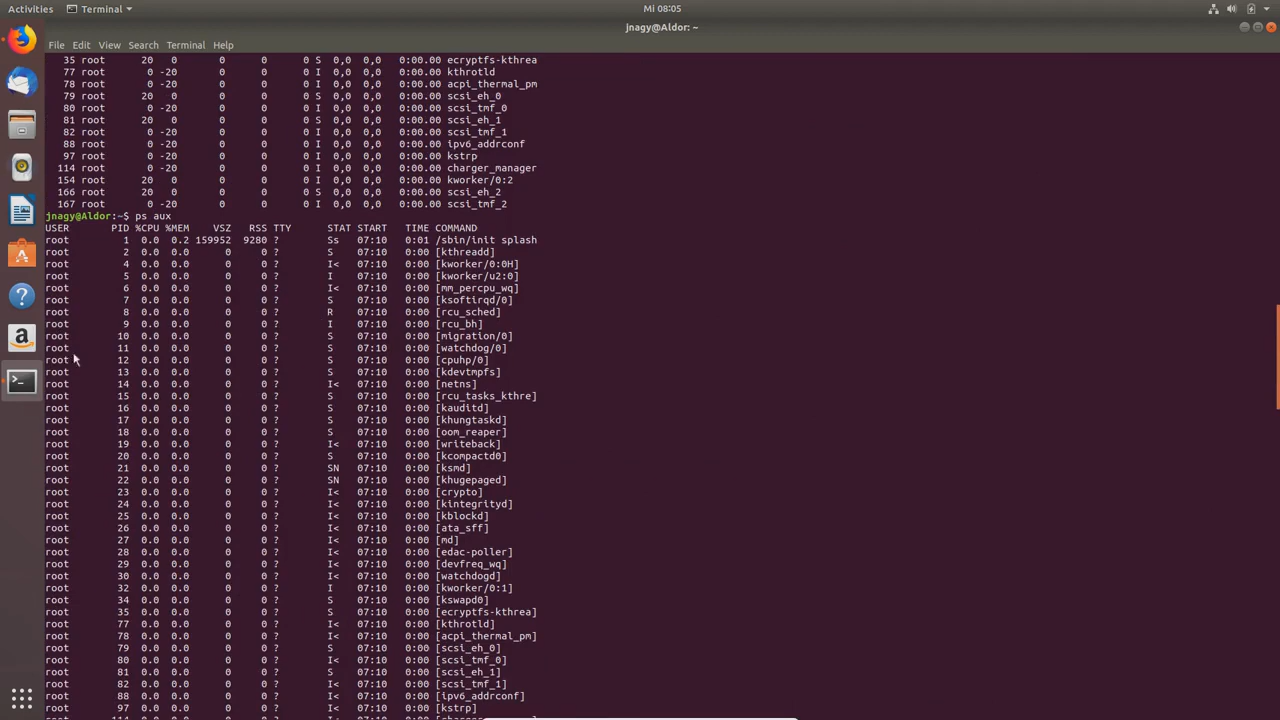 Activities Terminal Mi 08:05
jnagy@Aldor: ~
File Edit View Search Terminal Help
35 root 20 0 0 0 0 S 0,0 0,0 0:00.00 ecryptfs-kthrea
77 root 0 -20 0 0 0 I 0,0 0,0 0:00.00 kthrotld
78 root 0 -20 0 0 0 I 0,0 0,0 0:00.00 acpi_thermal_pm
79 root 20 0 0 0 0 S 0,0 0,0 0:00.00 scsi_eh_0
80 root 0 -20 0 0 0 I 0,0 0,0 0:00.00 scsi_tmf_0
81 root 20 0 0 0 0 S 0,0 0,0 0:00.00 scsi_eh_1
82 root 0 -20 0 0 0 I 0,0 0,0 0:00.00 scsi_tmf_1
88 root 0 -20 0 0 0 I 0,0 0,0 0:00.00 ipv6_addrconf
97 root 0 -20 0 0 0 I 0,0 0,0 0:00.00 kstrp
114 root 0 -20 0 0 0 I 0,0 0,0 0:00.00 charger_manager
154 root 20 0 0 0 0 I 0,0 0,0 0:00.00 kworker/0:2
166 root 20 0 0 0 0 S 0,0 0,0 0:00.00 scsi_eh_2
167 root 0 -20 0 0 0 I 0,0 0,0 0:00.00 scsi_tmf_2
jnagy@Aldor:~$ ps aux
USER PID %CPU %MEM VSZ RSS TTY STAT START TIME COMMAND
root 1 0.0 0.2 159952 9280 ? Ss 07:10 0:01 /sbin/init splash
root 2 0.0 0.0 0 0 ? S 07:10 0:00 [kthreadd]
root 4 0.0 0.0 0 0 ? I< 07:10 0:00 [kworker/0:0H]
root 5 0.0 0.0 0 0 ? I 07:10 0:00 [kworker/u2:0]
root 6 0.0 0.0 0 0 ? I< 07:10 0:00 [mm_percpu_wq]
root 7 0.0 0.0 0 0 ? S 07:10 0:00 [ksoftirqd/0]
root 8 0.0 0.0 0 0 ? R 07:10 0:00 [rcu_sched]
root 9 0.0 0.0 0 0 ? I 07:10 0:00 [rcu_bh]
root 10 0.0 0.0 0 0 ? S 07:10 0:00 [migration/0]
root 11 0.0 0.0 0 0 ? S 07:10 0:00 [watchdog/0]
root 12 0.0 0.0 0 0 ? S 07:10 0:00 [cpuhp/0]
root 13 0.0 0.0 0 0 ? S 07:10 0:00 [kdevtmpfs]
root 14 0.0 0.0 0 0 ? I< 07:10 0:00 [netns]
root 15 0.0 0.0 0 0 ? S 07:10 0:00 [rcu_tasks_kthre]
root 16 0.0 0.0 0 0 ? S 07:10 0:00 [kauditd]
root 17 0.0 0.0 0 0 ? S 07:10 0:00 [khungtaskd]
root 18 0.0 0.0 0 0 ? S 07:10 0:00 [oom_reaper]
root 19 0.0 0.0 0 0 ? I< 07:10 0:00 [writeback]
root 20 0.0 0.0 0 0 ? S 07:10 0:00 [kcompactd0]
root 21 0.0 0.0 0 0 ? SN 07:10 0:00 [ksmd]
root 22 0.0 0.0 0 0 ? SN 07:10 0:00 [khugepaged]
root 23 0.0 0.0 0 0 ? I< 07:10 0:00 [crypto]
root 24 0.0 0.0 0 0 ? I< 07:10 0:00 [kintegrityd]
root 25 0.0 0.0 0 0 ? I< 07:10 0:00 [kblockd]
root 26 0.0 0.0 0 0 ? I< 07:10 0:00 [ata_sff]
root 27 0.0 0.0 0 0 ? I< 07:10 0:00 [md]
root 28 0.0 0.0 0 0 ? I< 07:10 0:00 [edac-poller]
root 29 0.0 0.0 0 0 ? I< 07:10 0:00 [devfreq_wq]
root 30 0.0 0.0 0 0 ? I< 07:10 0:00 [watchdogd]
root 32 0.0 0.0 0 0 ? I 07:10 0:00 [kworker/0:1]
root 34 0.0 0.0 0 0 ? S 07:10 0:00 [kswapd0]
root 35 0.0 0.0 0 0 ? S 07:10 0:00 [ecryptfs-kthrea]
root 77 0.0 0.0 0 0 ? I< 07:10 0:00 [kthrotld]
root 78 0.0 0.0 0 0 ? I< 07:10 0:00 [acpi_thermal_pm]
root 79 0.0 0.0 0 0 ? S 07:10 0:00 [scsi_eh_0]
root 80 0.0 0.0 0 0 ? I< 07:10 0:00 [scsi_tmf_0]
root 81 0.0 0.0 0 0 ? S 07:10 0:00 [scsi_eh_1]
root 82 0.0 0.0 0 0 ? I< 07:10 0:00 [scsi_tmf_1]
root 88 0.0 0.0 0 0 ? I< 07:10 0:00 [ipv6_addrconf]
root 97 0.0 0.0 0 0 ? I< 07:10 0:00 [kstrp]